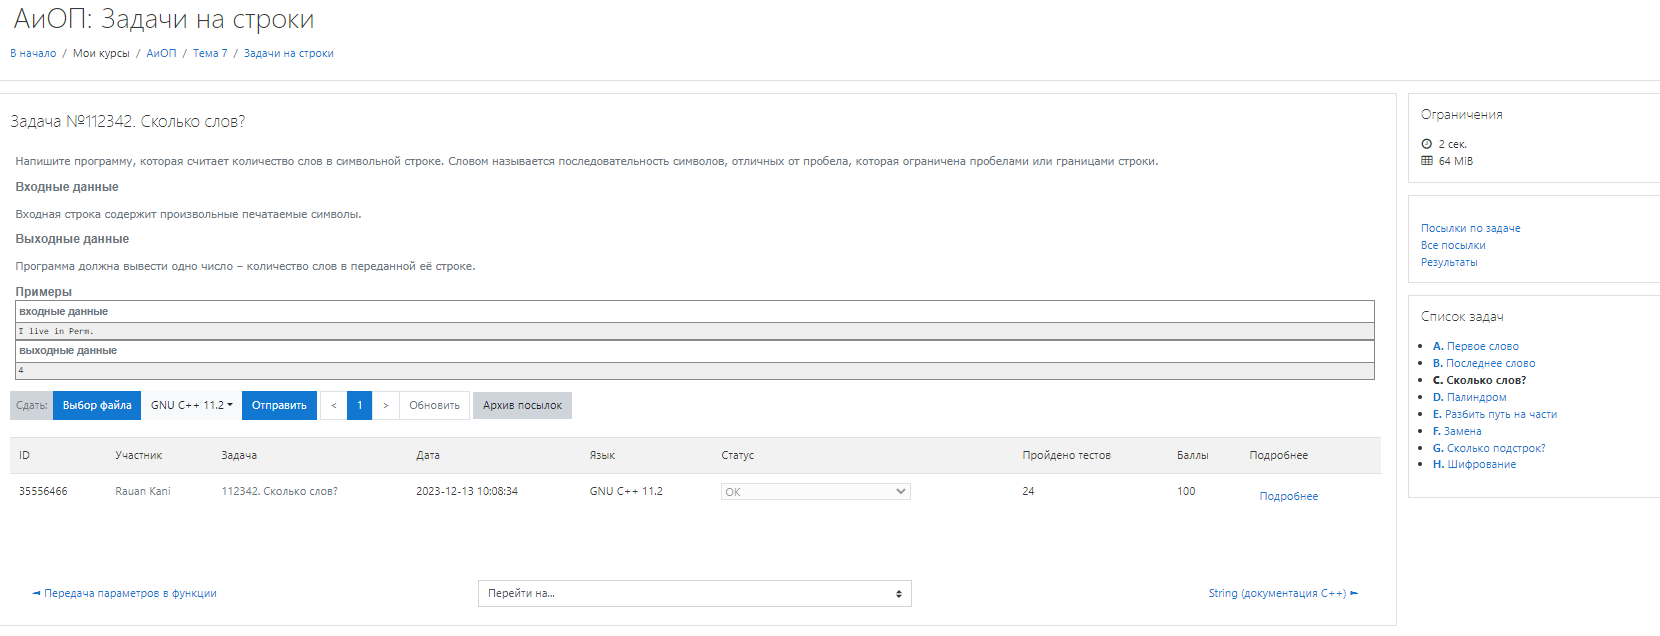 АиОП: Задачи на строки
В начало / Мои курсы / АиОП / Тема 7 / Задачи на строки
Задача №112342. Сколько слов?
Напишите программу, которая считает количество слов в символьной строке. Словом называется последовательность символов, отличных от пробела, которая ограничена пробелами или границами строки.
Входные данные
Входная строка содержит произвольные печатаемые символы.
Выходные данные
Программа должна вывести одно число – количество слов в переданной её строке.
Примеры
входные данные
I live in Perm.
выходные данные
4
Сдать: Выбор файла GNU C++ 11.2 Отправить < 1 > Обновить Архив посылок
ID Участник Задача Дата Язык Статус Пройдено тестов Баллы Подробнее
35556466 Rauan Kani 112342. Сколько слов? 2023-12-13 10:08:34 GNU C++ 11.2 OK 24 100 Подробнее
◄ Передача параметров в функции
Перейти на...
String (документация C++) ►
Ограничения
2 сек.
64 MiB
Посылки по задаче
Все посылки
Результаты
Список задач
A. Первое слово
B. Последнее слово
C. Сколько слов?
D. Палиндром
E. Разбить путь на части
F. Замена
G. Сколько подстрок?
H. Шифрование